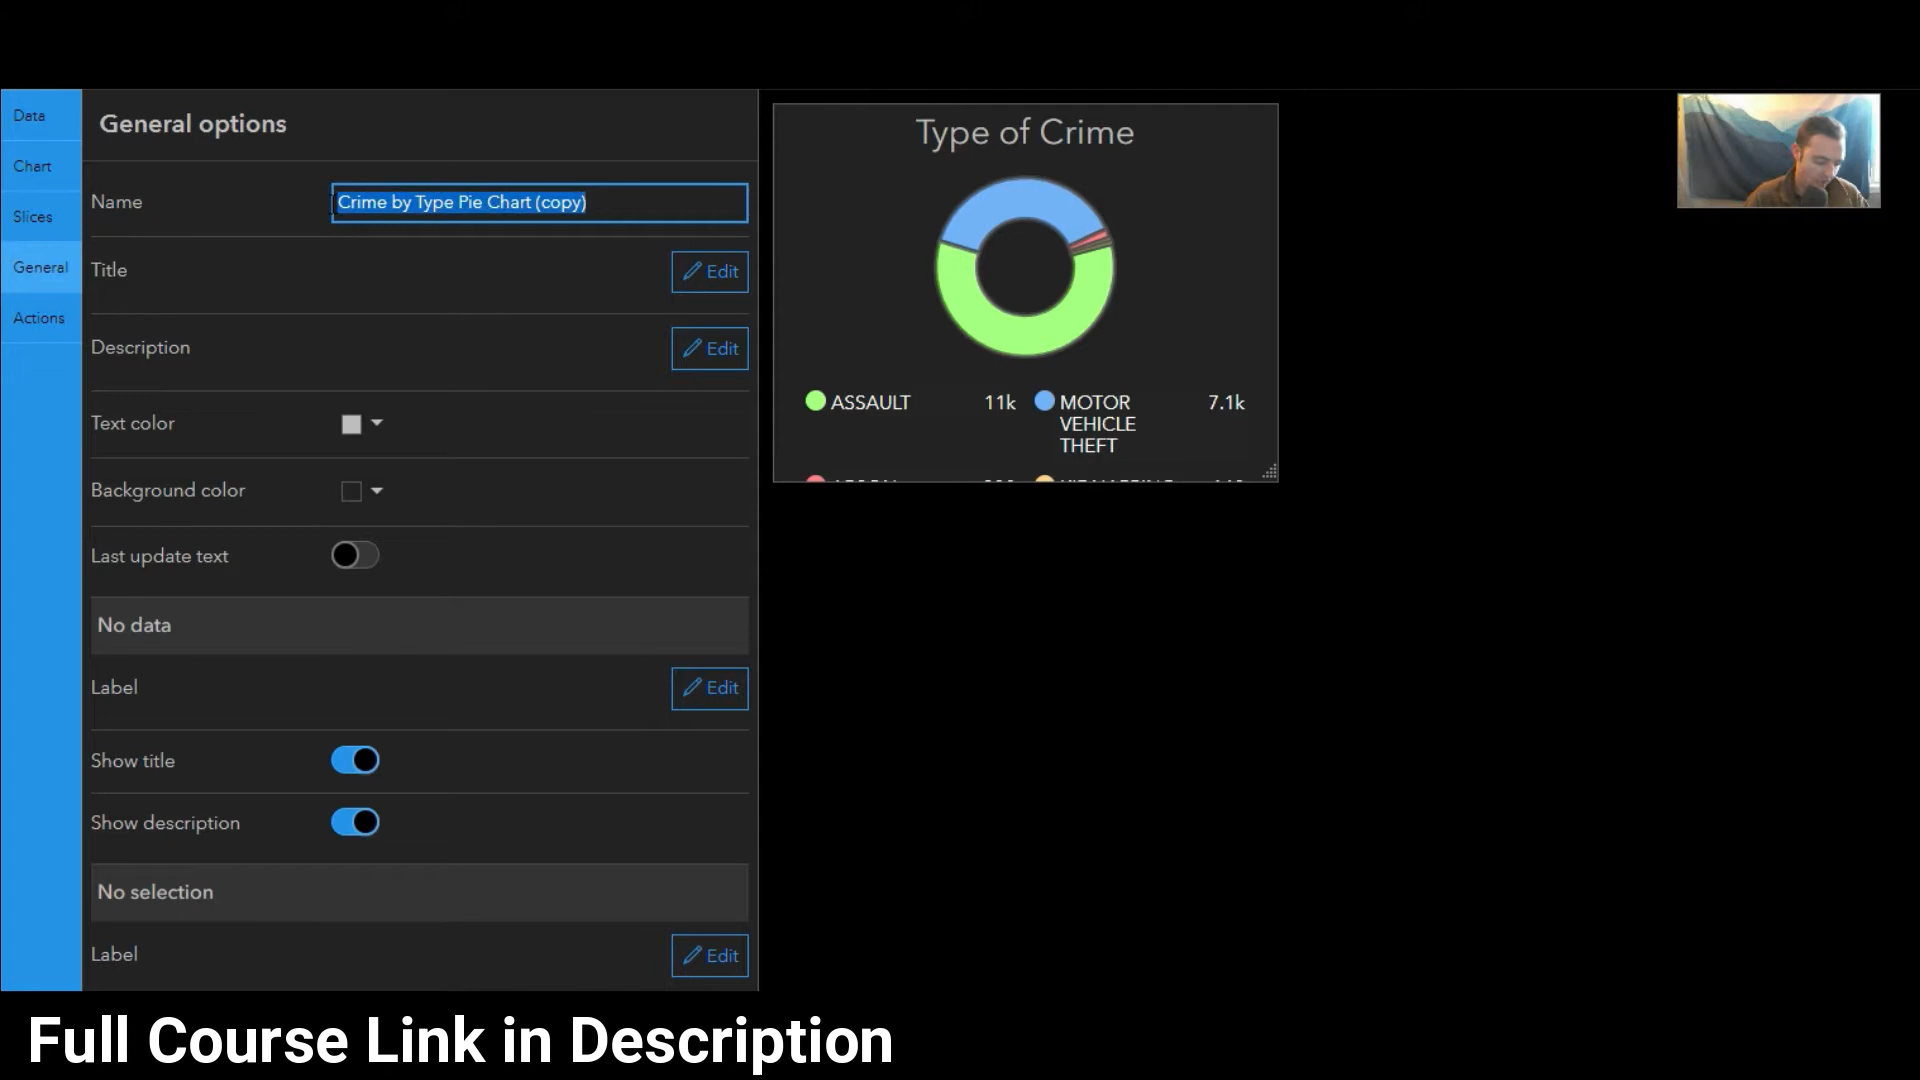 Data
Chart
Slices
General
Actions
General options
Name
Crime by Type Pie Chart (copy)
Title
Edit
Description
Edit
Text color
Background color
Last update text
No data
Label
Edit
Show title
Show description
No selection
Label
Edit
Type of Crime
ASSAULT 11k
MOTOR 7.1k
VEHICLE
THEFT
Full Course Link in Description